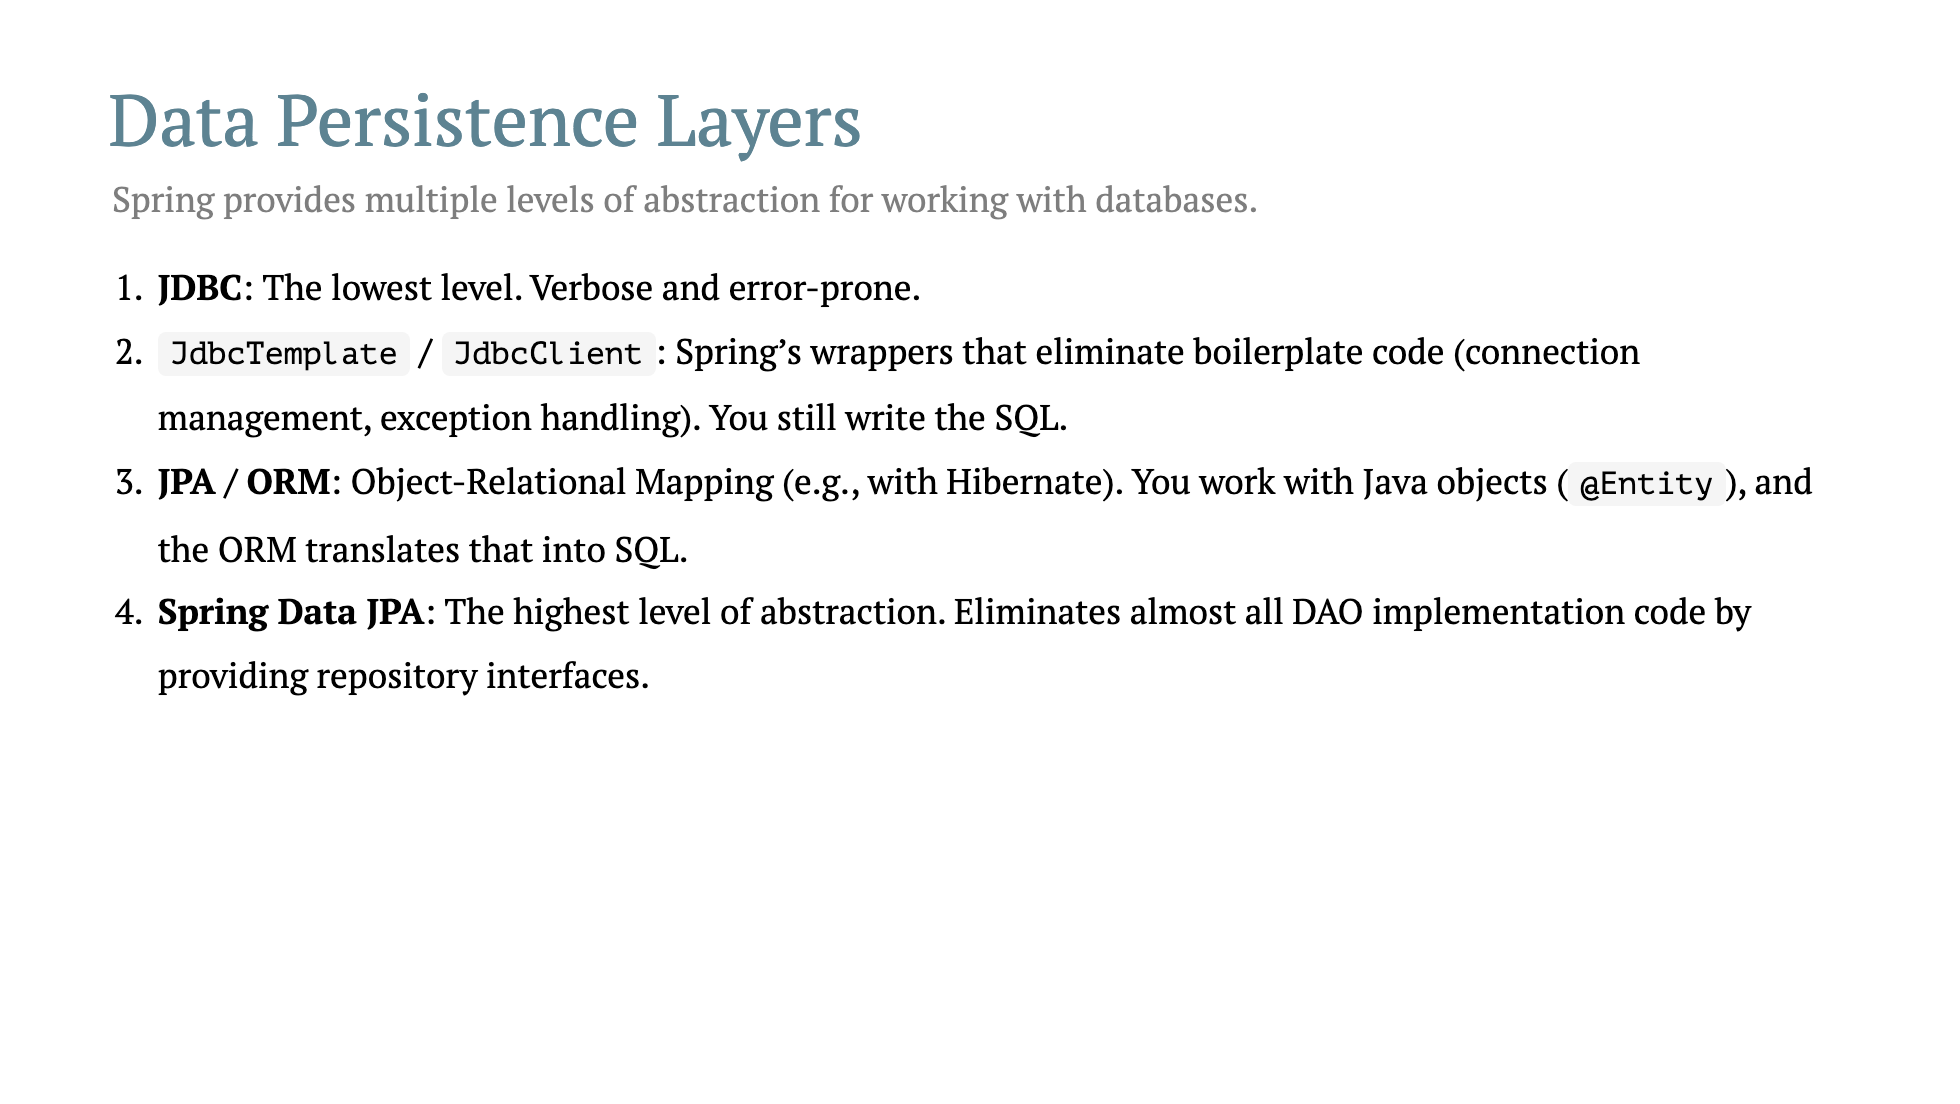 Data Persistence Layers
Spring provides multiple levels of abstraction for working with databases.
1. JDBC: The lowest level. Verbose and error-prone.
2. JdbcTemplate / JdbcClient : Spring’s wrappers that eliminate boilerplate code (connection
management, exception handling). You still write the SQL.
3. JPA / ORM: Object-Relational Mapping (e.g., with Hibernate). You work with Java objects ( @Entity ), and
the ORM translates that into SQL.
4. Spring Data JPA: The highest level of abstraction. Eliminates almost all DAO implementation code by
providing repository interfaces.